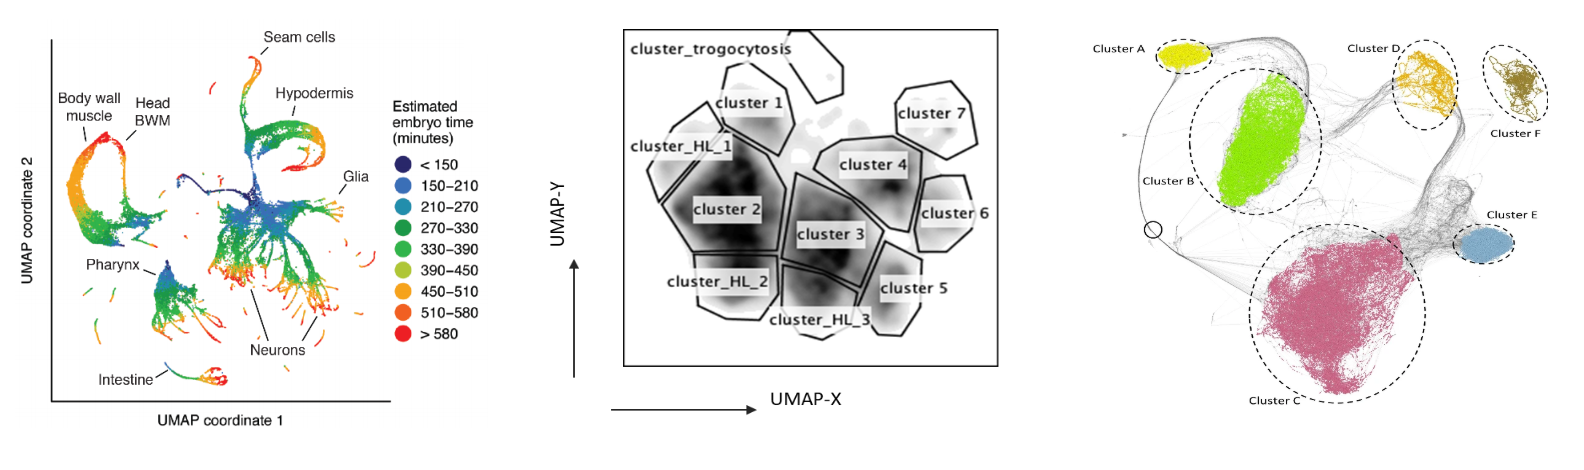 Seam cells
Body wall
muscle
Head
BWM
Hypodermis
Glia
Pharynx
Neurons
Intestine
UMAP coordinate 2
UMAP coordinate 1
Estimated
embryo time
(minutes)
< 150
150–210
210–270
270–330
330–390
390–450
450–510
510–580
> 580
cluster_trogocytosis
cluster 1
cluster 7
cluster_HL_1
cluster 4
cluster 2
cluster 6
cluster 3
cluster_HL_2
cluster 5
cluster_HL_3
UMAP-Y
UMAP-X
Cluster A
Cluster D
Cluster F
Cluster B
Cluster E
Cluster C